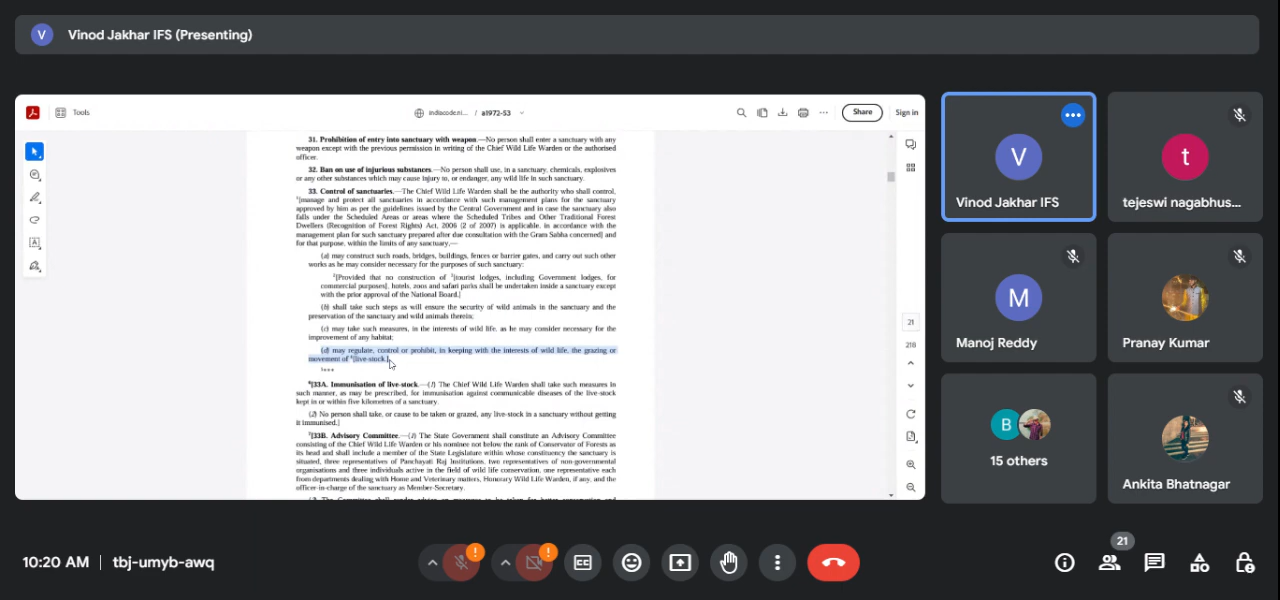 V Vinod Jakhar IFS (Presenting)
Tools
indiacode.ni... / a1972-53
Share
Sign in
31. Prohibition of entry into sanctuary with weapon.—No person shall enter a sanctuary with any
weapon except with the previous permission in writing of the Chief Wild Life Warden or the authorised
officer.
32. Ban on use of injurious substances.—No person shall use, in a sanctuary, chemicals, explosives
or any other substances which may cause injury to, or endanger, any wild life in such sanctuary.
33. Control of sanctuaries.—The Chief Wild Life Warden shall be the authority who shall control,
¹[manage and protect all sanctuaries in accordance with such management plans for the sanctuary
approved by him as per the guidelines issued by the Central Government and in case the sanctuary also
falls under the Scheduled Areas or areas where the Scheduled Tribes and Other Traditional Forest
Dwellers (Recognition of Forest Rights) Act, 2006 (2 of 2007) is applicable, in accordance with the
management plan for such sanctuary prepared after due consultation with the Gram Sabha concerned] and
for that purpose, within the limits of any sanctuary,—
(a) may construct such roads, bridges, buildings, fences or barrier gates, and carry out such other
works as he may consider necessary for the purposes of such sanctuary:
[Provided that no construction of [tourist lodges, including Government lodges, for
commercial purposes], hotels, zoos and safari parks shall be undertaken inside a sanctuary except
with the prior approval of the National Board.]
(b) shall take such steps as will ensure the security of wild animals in the sanctuary and the
preservation of the sanctuary and wild animals therein;
(c) may take such measures, in the interests of wild life, as he may consider necessary for the
improvement of any habitat;
(d) may regulate, control or prohibit, in keeping with the interests of wild life, the grazing or
movement of [live-stock.]
[33A. Immunisation of live-stock.—(1) The Chief Wild Life Warden shall take such measures in
such manner, as may be prescribed, for immunisation against communicable diseases of the live-stock
kept in or within five kilometres of a sanctuary.
(2) No person shall take, or cause to be taken or grazed, any live-stock in a sanctuary without getting
it immunised.]
[33B. Advisory Committee.—(1) The State Government shall constitute an Advisory Committee
consisting of the Chief Wild Life Warden or his nominee not below the rank of Conservator of Forests as
its head and shall include a member of the State Legislature within whose constituency the sanctuary is
situated, three representatives of Panchayati Raj Institutions, two representatives of non-governmental
organisations and three individuals active in the field of wild life conservation, one representative each
from departments dealing with Home and Veterinary matters, Honorary Wild Life Warden, if any, and the
officer-in-charge of the sanctuary as Member-Secretary.
21
218
V
Vinod Jakhar IFS
t
tejeswi nagabhus...
M
Manoj Reddy
Pranay Kumar
B
15 others
Ankita Bhatnagar
10:20 AM | tbj-umyb-awq
21